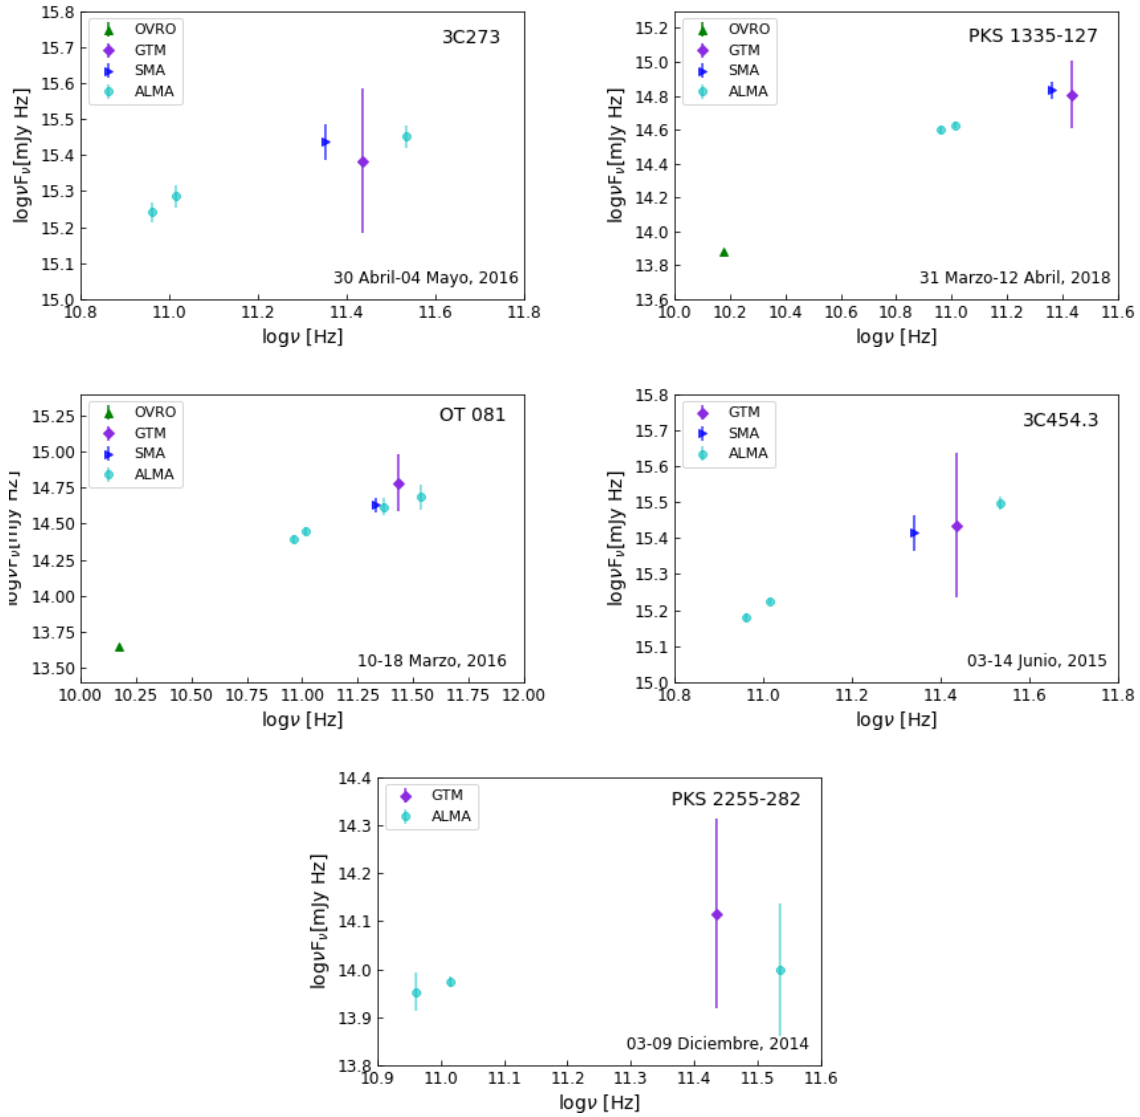 15.8
15.7
15.6
15.5
15.4
15.3
15.2
15.1
15.0
logνFν[mJy Hz]
OVRO
GTM
SMA
ALMA
3C273
30 Abril-04 Mayo, 2016
10.8 11.0 11.2 11.4 11.6 11.8
logν [Hz]
15.2
15.0
14.8
14.6
14.4
14.2
14.0
13.8
13.6
logνFν[mJy Hz]
OVRO
GTM
SMA
ALMA
PKS 1335-127
31 Marzo-12 Abril, 2018
10.0 10.2 10.4 10.6 10.8 11.0 11.2 11.4 11.6
logν [Hz]
15.25
15.00
14.75
14.50
14.25
14.00
13.75
13.50
logνFν[mJy Hz]
OVRO
GTM
SMA
ALMA
OT 081
10-18 Marzo, 2016
10.00 10.25 10.50 10.75 11.00 11.25 11.50 11.75 12.00
logν [Hz]
15.8
15.7
15.6
15.5
15.4
15.3
15.2
15.1
15.0
logνFν[mJy Hz]
GTM
SMA
ALMA
3C454.3
03-14 Junio, 2015
10.8 11.0 11.2 11.4 11.6 11.8
logν [Hz]
14.4
14.3
14.2
14.1
14.0
13.9
13.8
logνFν[mJy Hz]
GTM
ALMA
PKS 2255-282
03-09 Diciembre, 2014
10.9 11.0 11.1 11.2 11.3 11.4 11.5 11.6
logν [Hz]